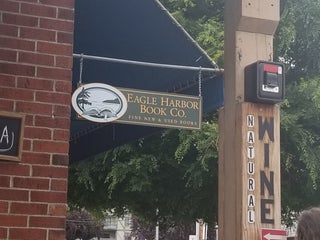 EAGLE HARBOR
BOOK CO.
FINE NEW & USED BOOKS
A
NATURAL
WINE